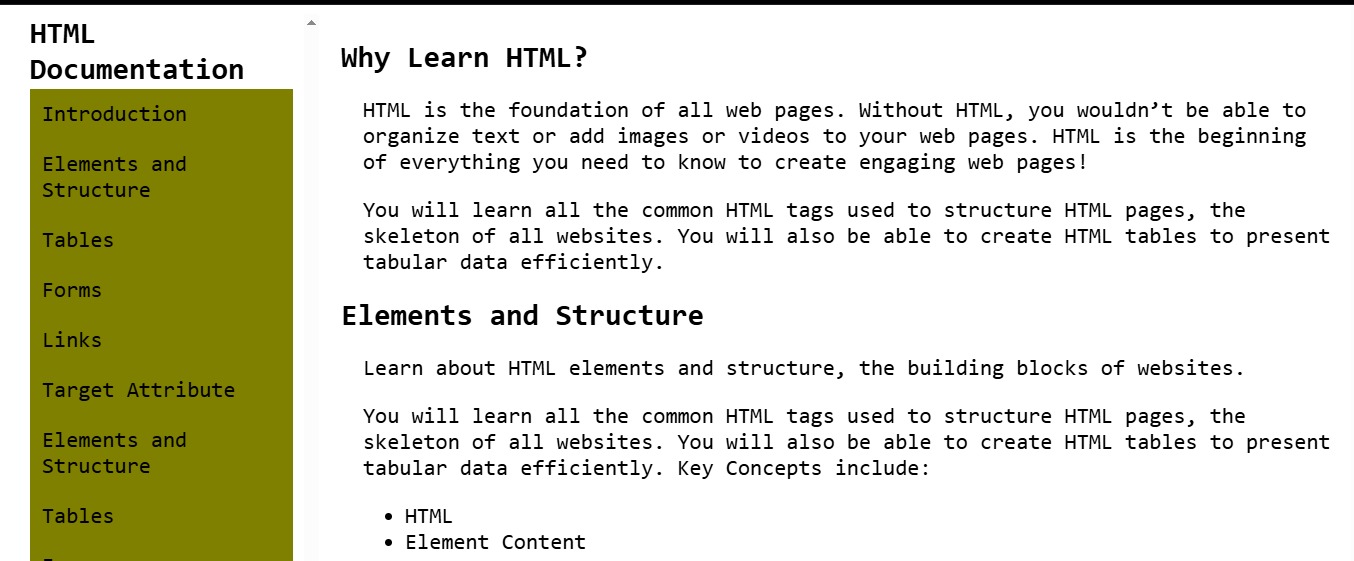 HTML
Documentation
Introduction
Elements and
Structure
Tables
Forms
Links
Target Attribute
Elements and
Structure
Tables
Why Learn HTML?
HTML is the foundation of all web pages. Without HTML, you wouldn’t be able to
organize text or add images or videos to your web pages. HTML is the beginning
of everything you need to know to create engaging web pages!
You will learn all the common HTML tags used to structure HTML pages, the
skeleton of all websites. You will also be able to create HTML tables to present
tabular data efficiently.
Elements and Structure
Learn about HTML elements and structure, the building blocks of websites.
You will learn all the common HTML tags used to structure HTML pages, the
skeleton of all websites. You will also be able to create HTML tables to present
tabular data efficiently. Key Concepts include:
• HTML
• Element Content